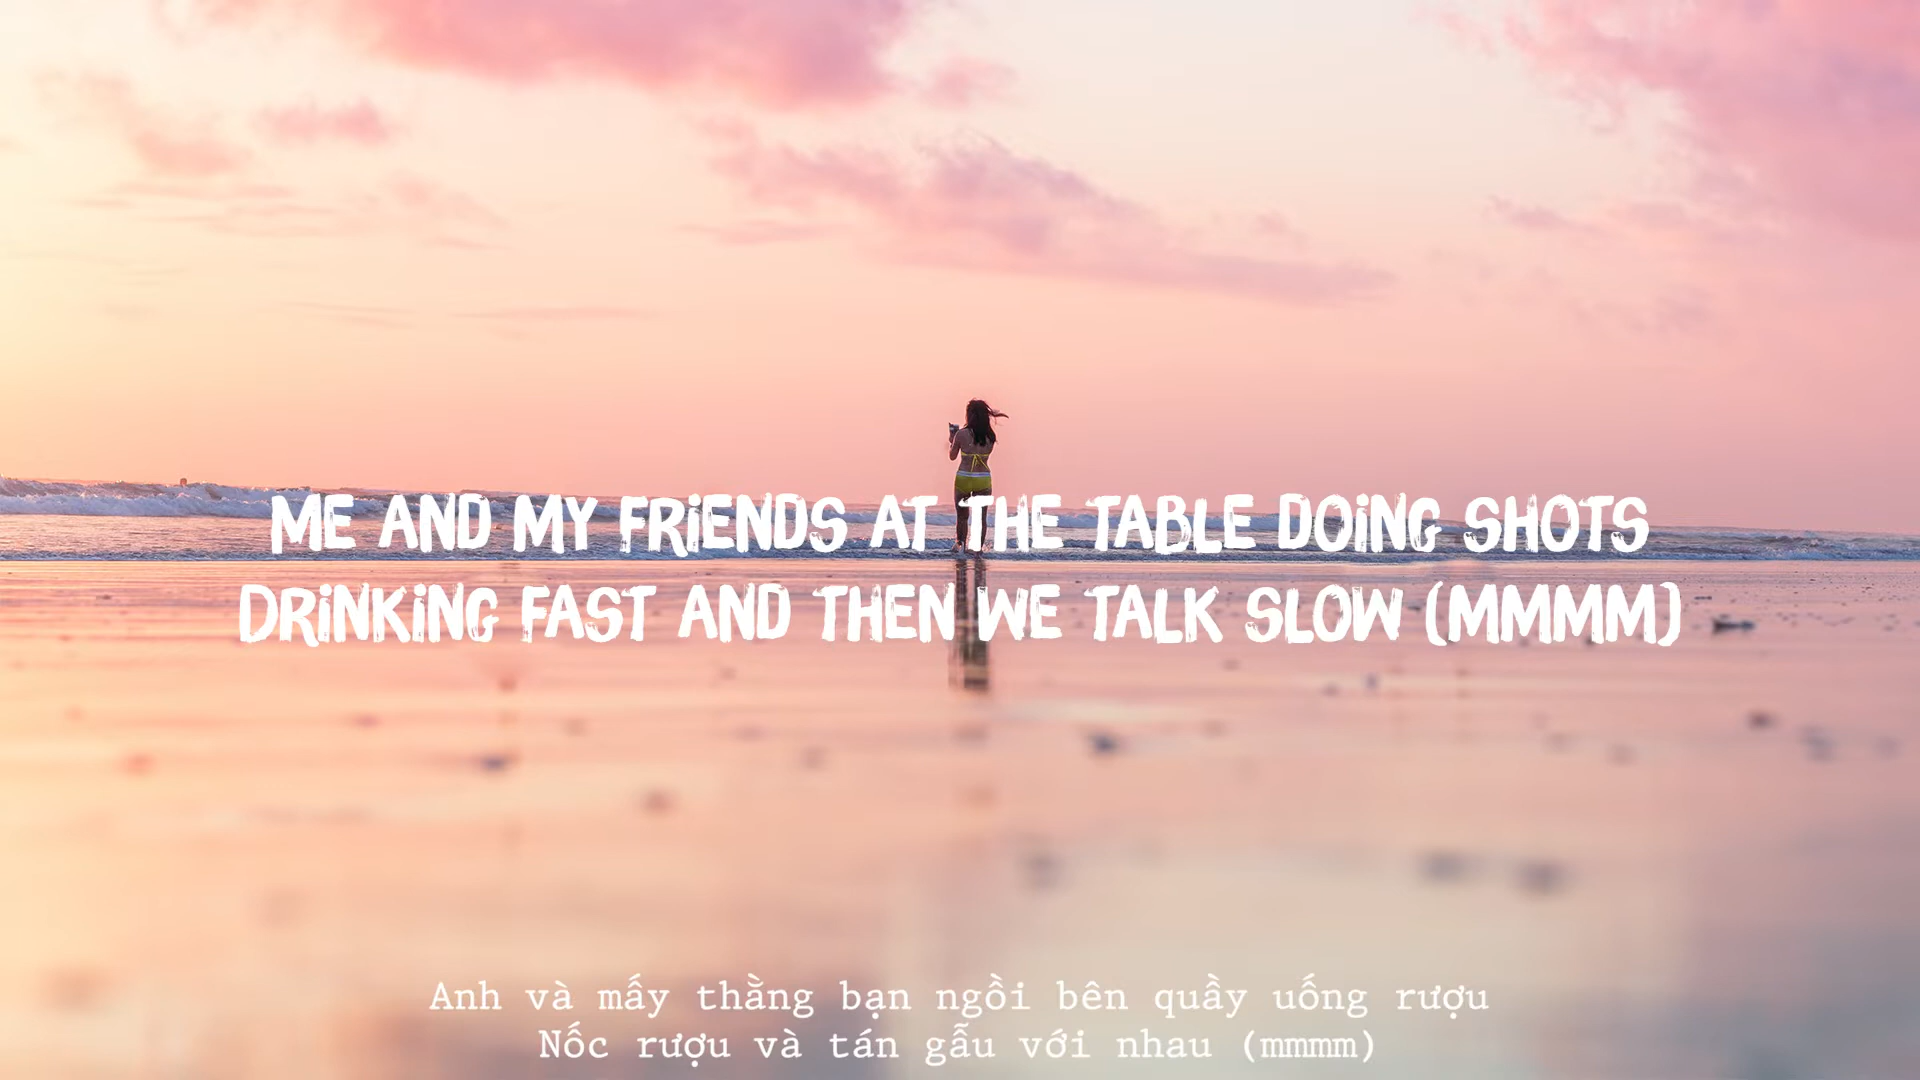 ME AND MY FRiENDS AT THE TABLE DOiNG SHOTS
DRiNKiNG FAST AND THEN WE TALK SLOW (MMMM)
Anh và mấy thằng bạn ngồi bên quầy uống rượu
Nốc rượu và tán gẫu với nhau (mmmm)